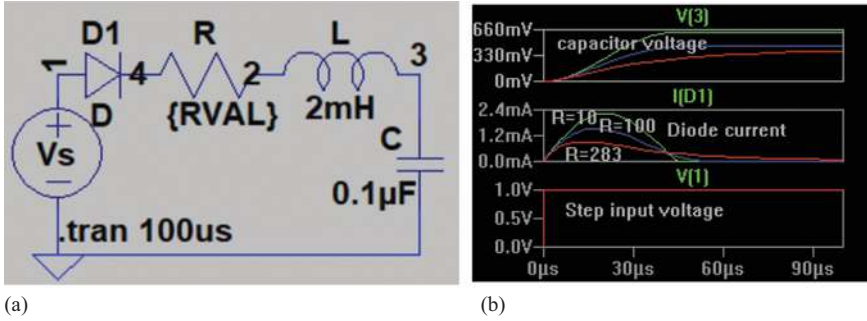 D1
R
L
1
4
2
3
D
{RVAL}
2mH
C
Vs
0.1µF
.tran 100us
(a)
V(3)
660mV
capacitor voltage
330mV
0mV
I(D1)
2.4mA
R=10
R=100
Diode current
1.2mA
R=283
0.0mA
V(1)
1.0V
0.5V
Step input voltage
0.0V
0µs
30µs
60µs
90µs
(b)